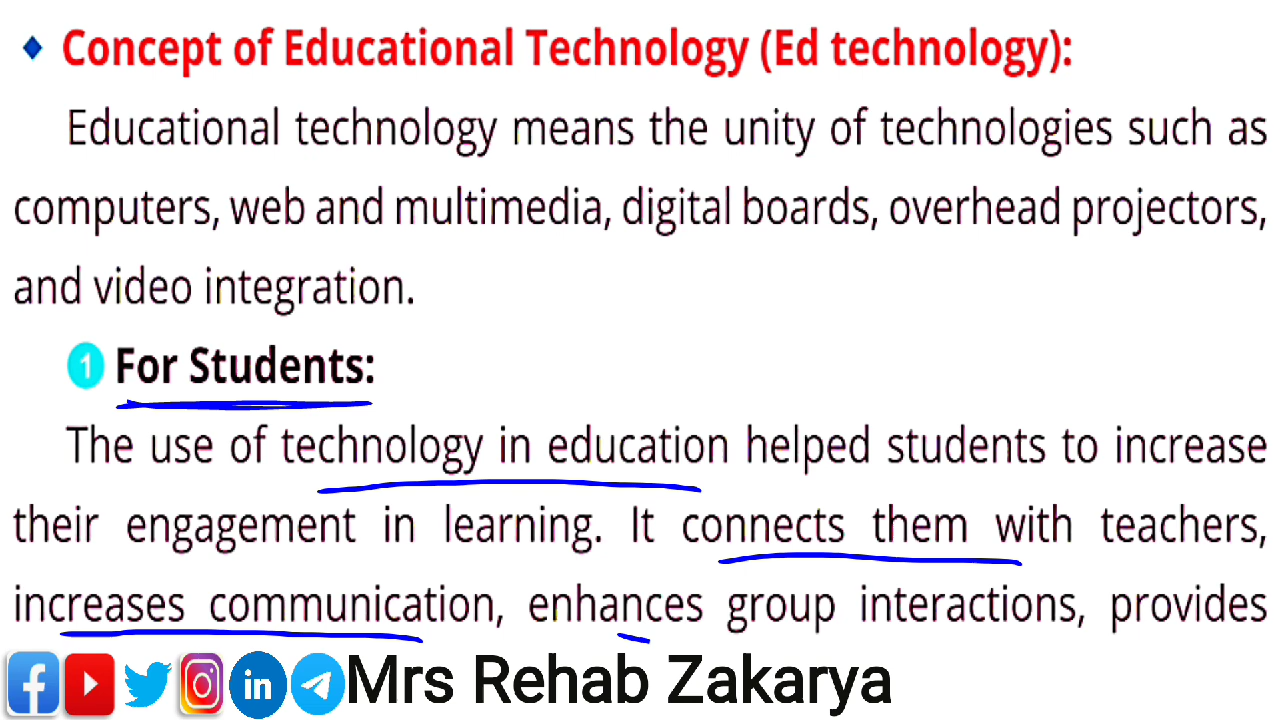 Concept of Educational Technology (Ed technology):
Educational technology means the unity of technologies such as
computers, web and multimedia, digital boards, overhead projectors,
and video integration.
1 For Students:
The use of technology in education helped students to increase
their engagement in learning. It connects them with teachers,
increases communication, enhances group interactions, provides
f in Mrs Rehab Zakarya